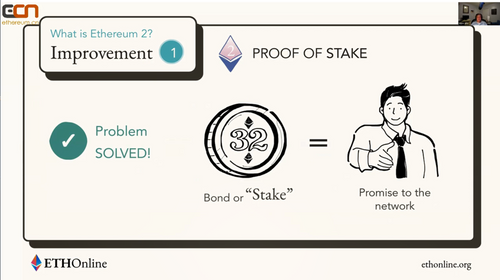 ECN
ethereum.cn
What is Ethereum 2?
Improvement 1
2 PROOF OF STAKE
Problem
SOLVED!
32
=
Bond or "Stake"
Promise to the
network
ETHOnline
ethonline.org